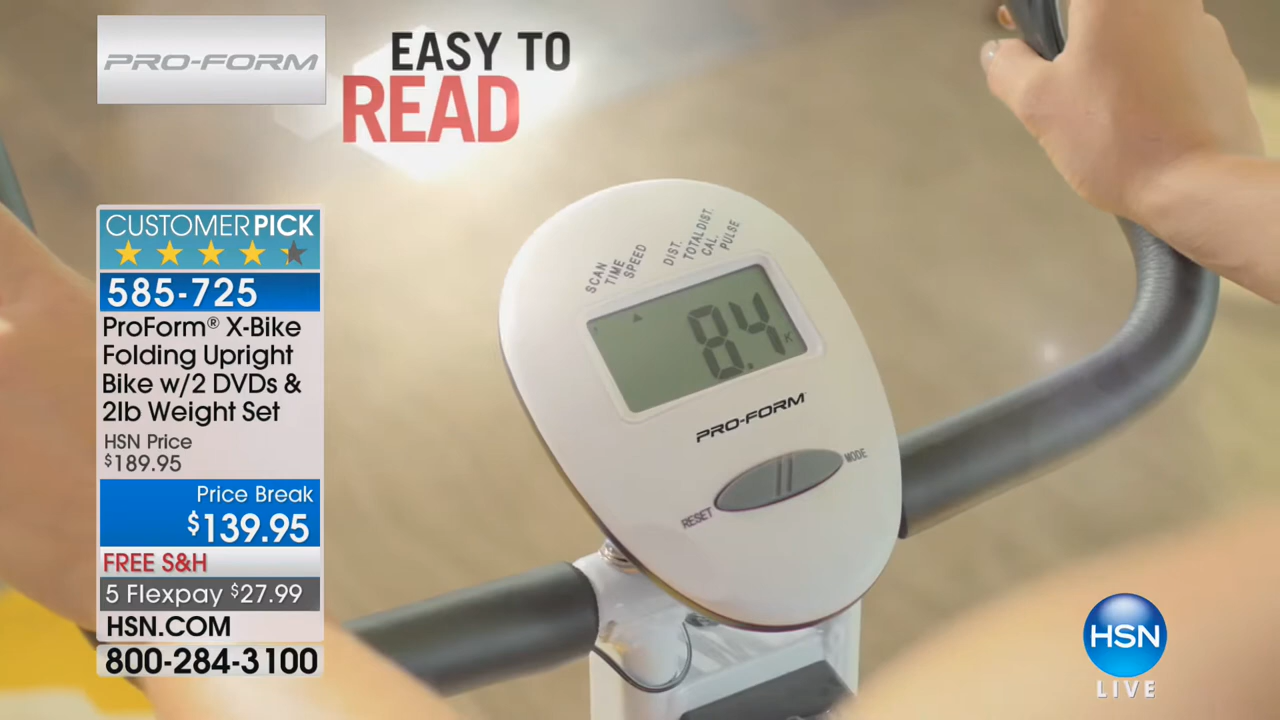 PRO-FORM
EASY TO
READ
CUSTOMER PICK
585-725
ProForm® X-Bike
Folding Upright
Bike w/2 DVDs &
2lb Weight Set
HSN Price
$189.95
Price Break
$139.95
FREE S&H
5 Flexpay $27.99
HSN.COM
800-284-3100
SCAN
TIME
SPEED
DIST.
TOTAL DIST.
CAL.
PULSE
8.4
K
PRO-FORM
RESET
MODE
HSN
LIVE